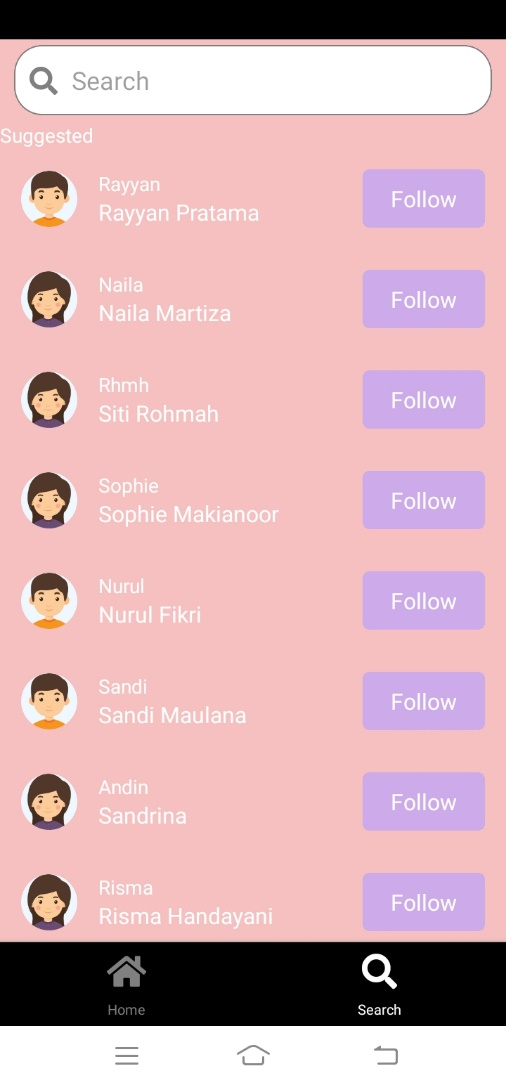 Search
Suggested
Rayyan
Rayyan Pratama
Follow
Naila
Naila Martiza
Follow
Rhmh
Siti Rohmah
Follow
Sophie
Sophie Makianoor
Follow
Nurul
Nurul Fikri
Follow
Sandi
Sandi Maulana
Follow
Andin
Sandrina
Follow
Risma
Risma Handayani
Follow
Home
Search